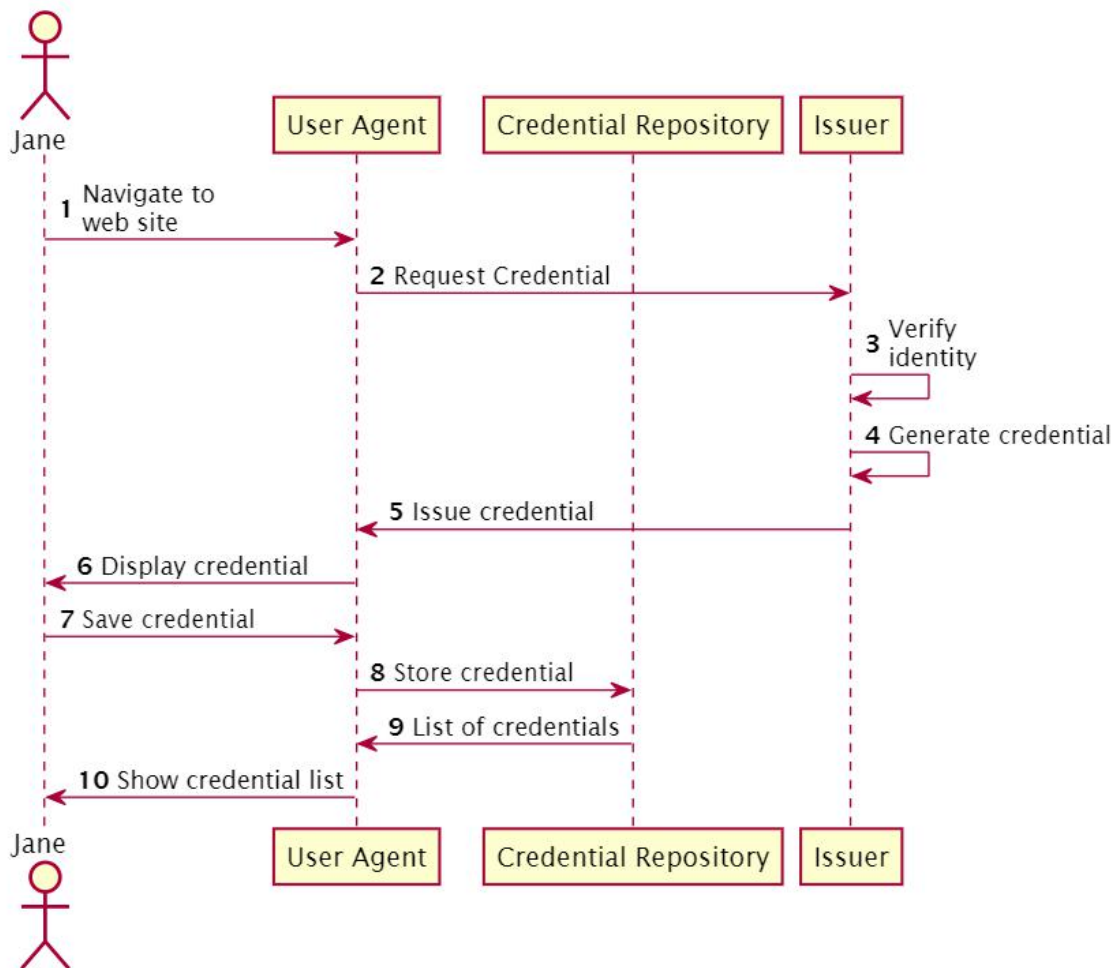 Jane
User Agent
Credential Repository
Issuer
1 Navigate to
web site
2 Request Credential
3 Verify
identity
4 Generate credential
5 Issue credential
6 Display credential
7 Save credential
8 Store credential
9 List of credentials
10 Show credential list
Jane
User Agent
Credential Repository
Issuer